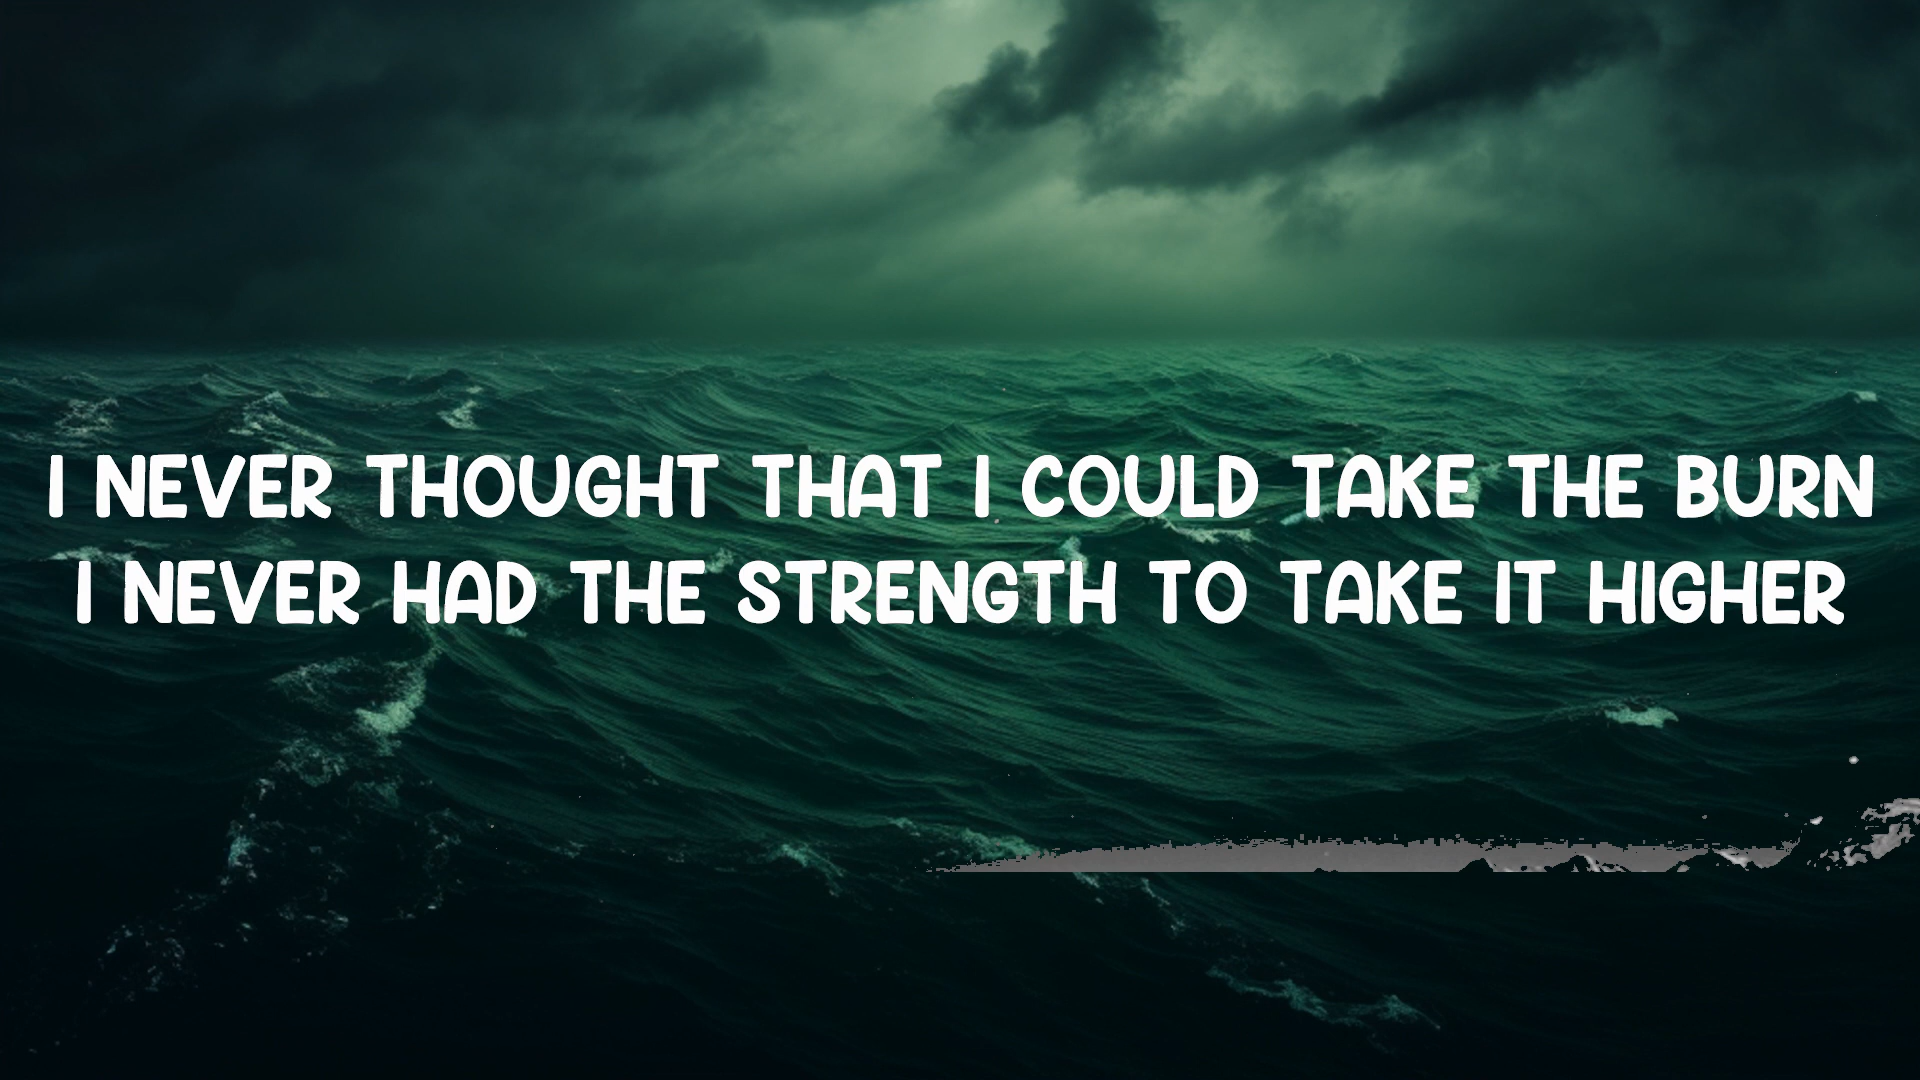 I NEVER THOUGHT THAT I COULD TAKE THE BURN
I NEVER HAD THE STRENGTH TO TAKE IT HIGHER